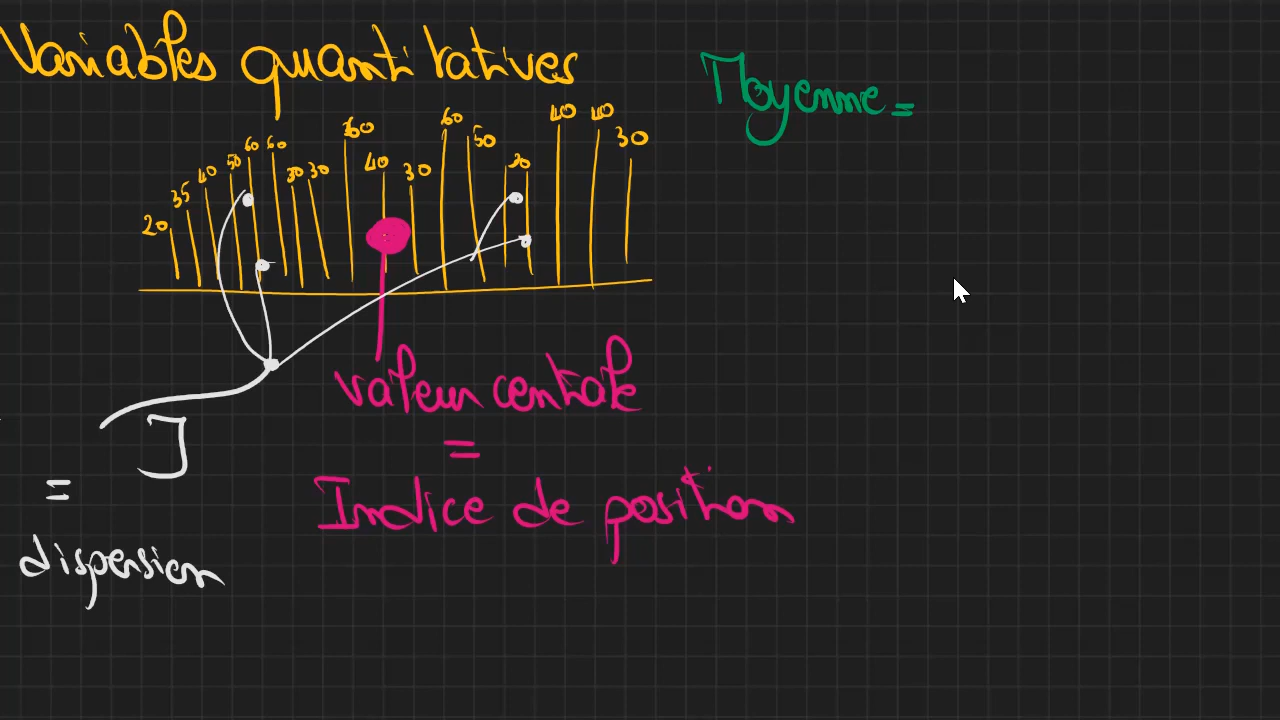 Variables quantitatives
Moyenne =
20 35 40 50 60 60 30 30 60 40 30 60 50 20 40 40 30
valeur centrale
=
Indice de position
=
dispersion